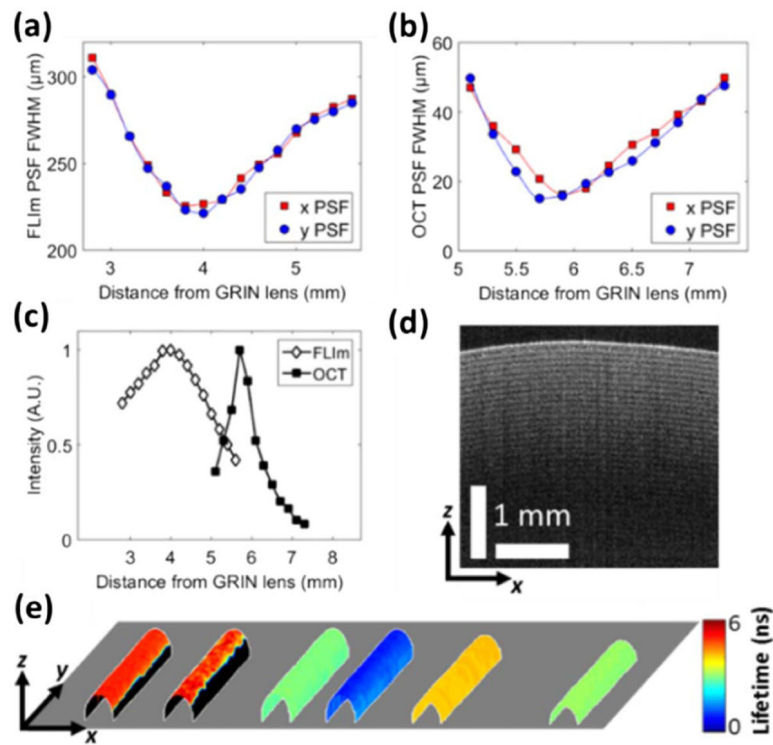 (a)
FLIm PSF FWHM (μm)
300
250
200
3
4
5
x PSF
y PSF
Distance from GRIN lens (mm)
(b)
OCT PSF FWHM (μm)
60
40
20
0
5
5.5
6
6.5
7
x PSF
y PSF
Distance from GRIN lens (mm)
(c)
Intensity (A.U.)
1
0.5
0
3
4
5
6
7
8
FLIm
OCT
Distance from GRIN lens (mm)
(d)
1 mm
z
x
(e)
z
y
x
6
0
Lifetime (ns)